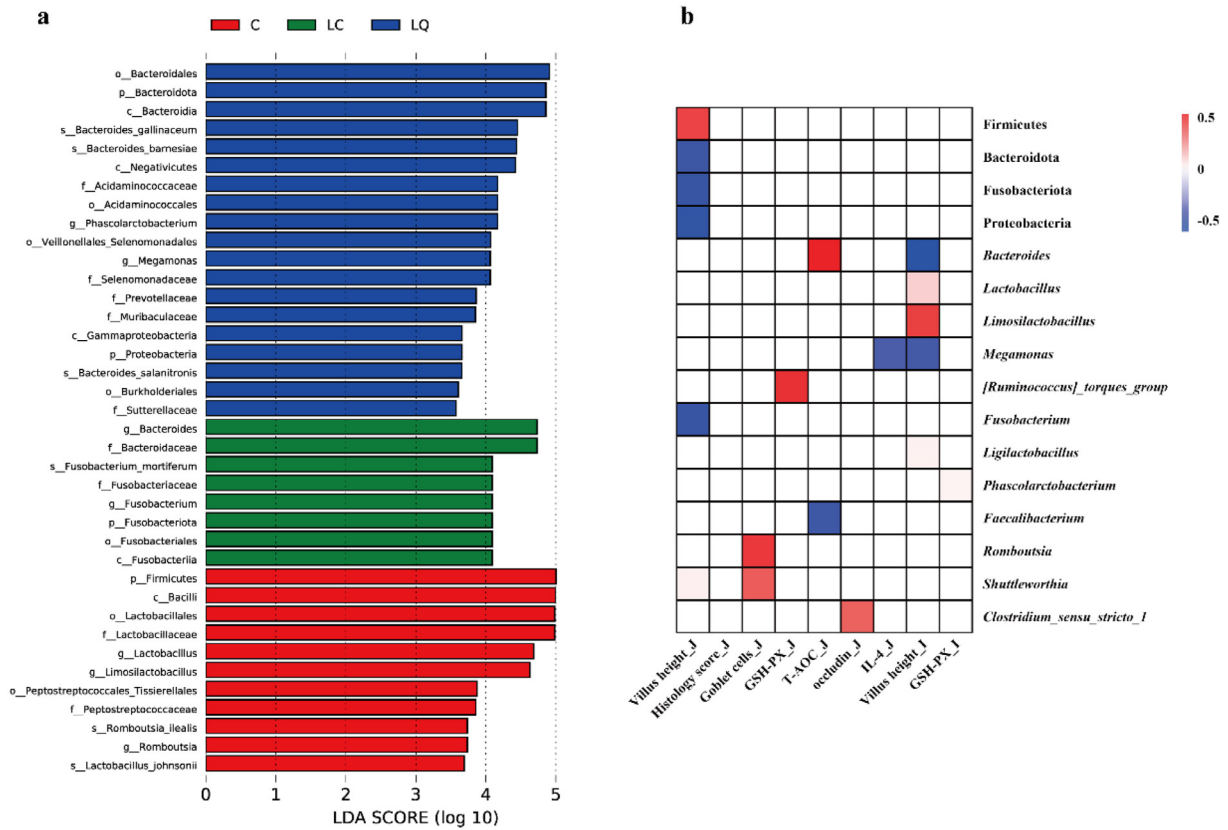 a
C LC LQ
o__Bacteroidales
p__Bacteroidota
c__Bacteroidia
s__Bacteroides_gallinaceum
s__Bacteroides_barnesiae
c__Negativicutes
f__Acidaminococcaceae
o__Acidaminococcales
g__Phascolarctobacterium
o__Veillonellales_Selenomonadales
g__Megamonas
f__Selenomonadaceae
f__Prevotellaceae
f__Muribaculaceae
c__Gammaproteobacteria
p__Proteobacteria
s__Bacteroides_salanitronis
o__Burkholderiales
f__Sutterellaceae
g__Bacteroides
f__Bacteroidaceae
s__Fusobacterium_mortiferum
f__Fusobacteriaceae
g__Fusobacterium
p__Fusobacteriota
o__Fusobacteriales
c__Fusobacteriia
p__Firmicutes
c__Bacilli
o__Lactobacillales
f__Lactobacillaceae
g__Lactobacillus
g__Limosilactobacillus
o__Peptostreptococcales_Tissierellales
f__Peptostreptococcaceae
s__Romboutsia_ilealis
g__Romboutsia
s__Lactobacillus_johnsonii
0 1 2 3 4 5
LDA SCORE (log 10)
b
Firmicutes
Bacteroidota
Fusobacteriota
Proteobacteria
Bacteroides
Lactobacillus
Limosilactobacillus
Megamonas
[Ruminococcus]_torques_group
Fusobacterium
Ligilactobacillus
Phascolarctobacterium
Faecalibacterium
Romboutsia
Shuttleworthia
Clostridium_sensu_stricto_1
Villus height_J
Histology score_J
Goblet cells_J
GSH-PX_J
T-AOC_J
occludin_J
IL-4_J
Villus height_I
GSH-PX_I
0.5
0
-0.5